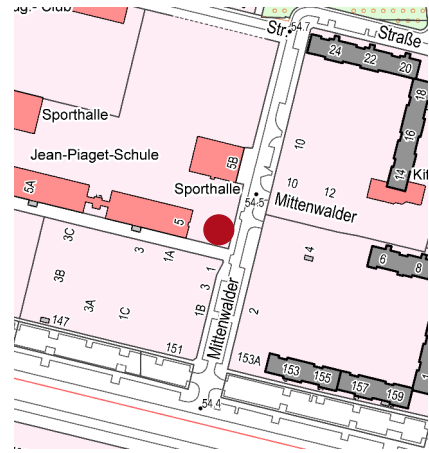 dg.- Club
Str.
54.7
Straße
24
22
20
18
16
14
Sporthalle
Jean-Piaget-Schule
5B
10
Kit
Sporthalle
54.5
10
12
Mittenwalder
5A
5
3C
3
1A
1
4
6
8
3B
3
3A
1C
1B
2
147
151
Mittenwalder
153A
153
155
157
159
1
54.4